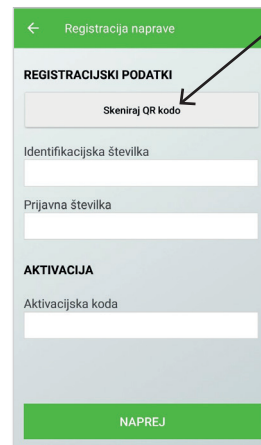 Registracija naprave
REGISTRACIJSKI PODATKI
Skeniraj QR kodo
Identifikacijska številka
Prijavna številka
AKTIVACIJA
Aktivacijska koda
NAPREJ